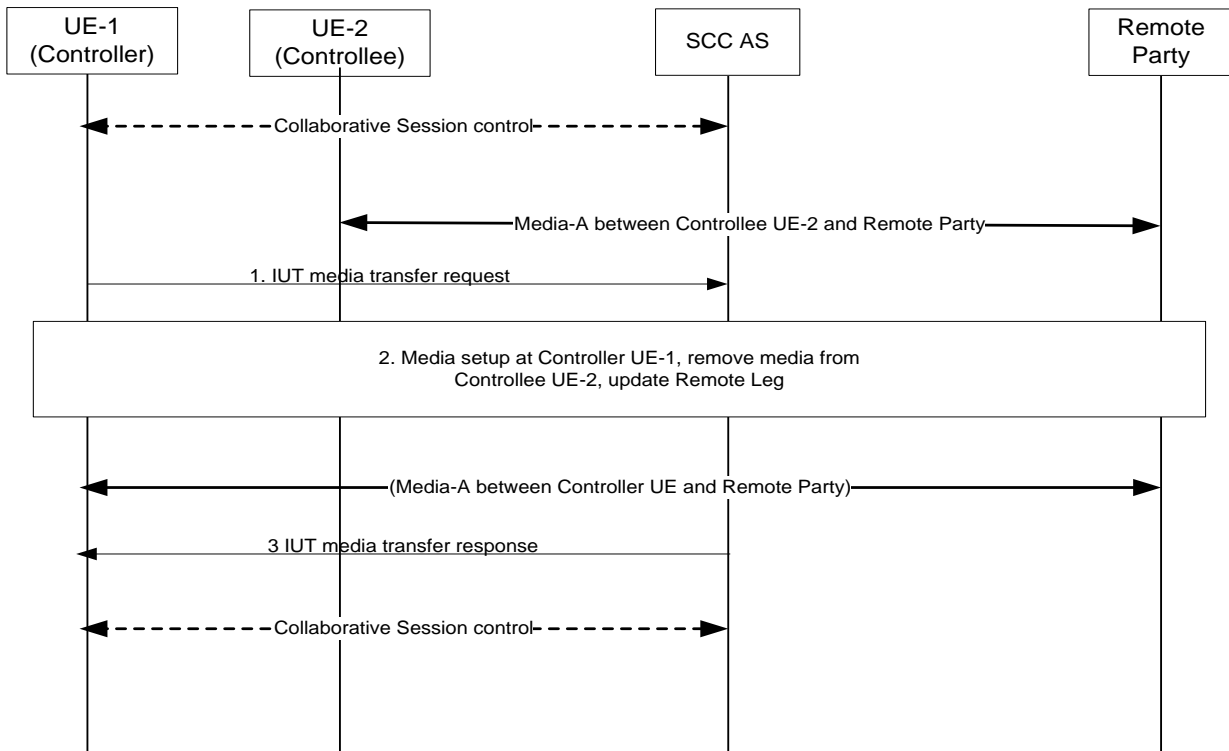 UE-1
(Controller)
UE-2
(Controllee)
SCC AS
Remote
Party
Collaborative Session control
Media-A between Controllee UE-2 and Remote Party
1. IUT media transfer request
2. Media setup at Controller UE-1, remove media from
Controllee UE-2, update Remote Leg
(Media-A between Controller UE and Remote Party)
3 IUT media transfer response
Collaborative Session control